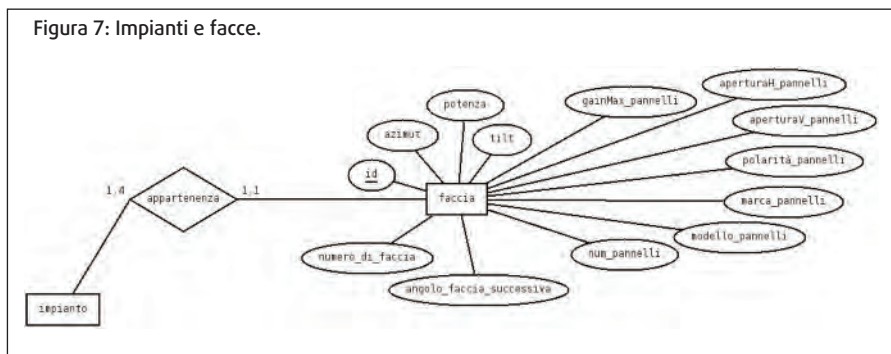 Figura 7: Impianti e facce.
aperturaH_pannelli
potenza
gainMax_pannelli
aperturaV_pannelli
azimut
tilt
polarità_pannelli
id
1,4
appartenenza
1,1
faccia
marca_pannelli
modello_pannelli
numero_di_faccia
num_pannelli
angolo_faccia_successiva
impianto